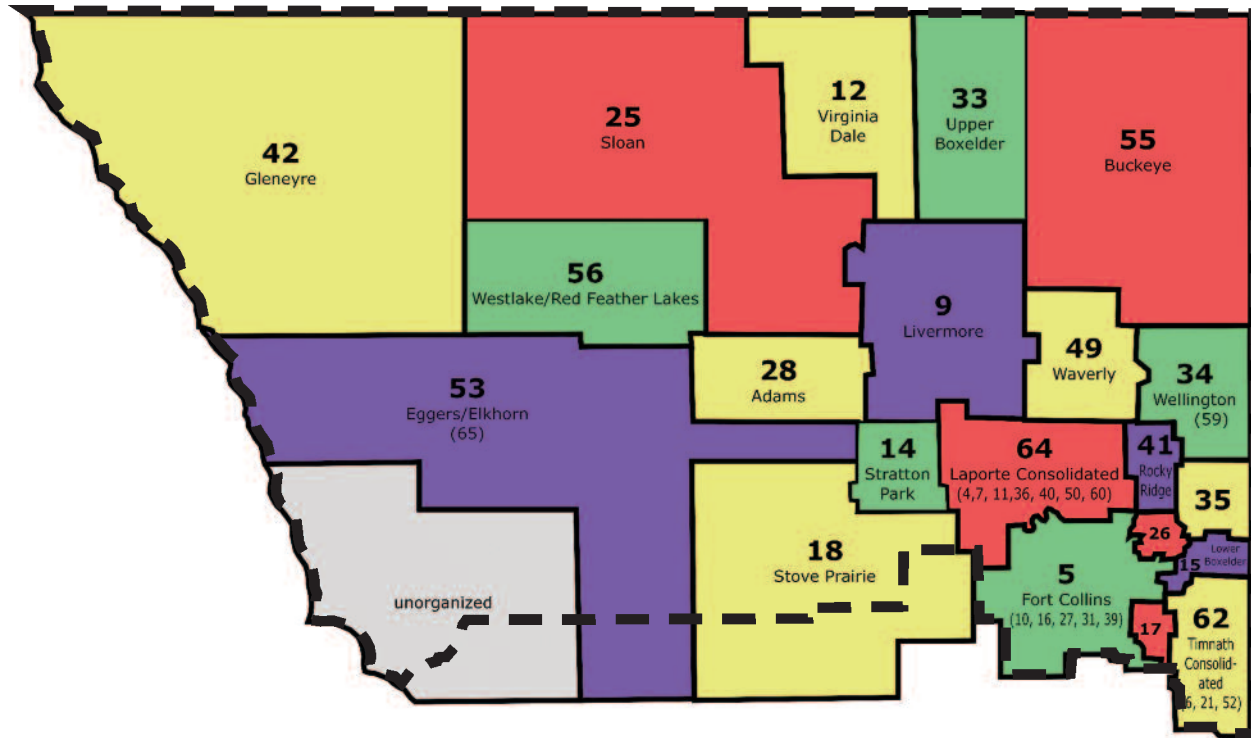 42
Gleneyre
25
Sloan
12
Virginia
Dale
33
Upper
Boxelder
55
Buckeye
56
Westlake/Red Feather Lakes
9
Livermore
49
Waverly
34
Wellington
(59)
53
Eggers/Elkhorn
(65)
28
Adams
14
Stratton
Park
64
Laporte Consolidated
(4,7, 11,36, 40, 50, 60)
41
Rocky
Ridge
35
26
Lower
Boxelder
15
18
Stove Prairie
5
Fort Collins
(10, 16, 27, 31, 39)
17
62
Timnath
Consolid-
ated
(6, 21, 52)
unorganized